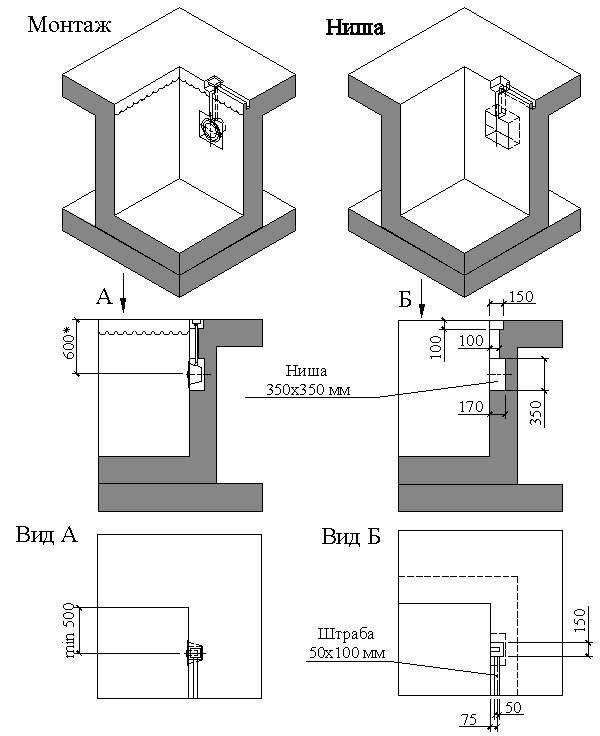 Монтаж
Ниша
А
Б
150
600*
100
100
Ниша
350х350 мм
170
350
Вид А
Вид Б
min 500
Штраба
50х100 мм
150
50
75